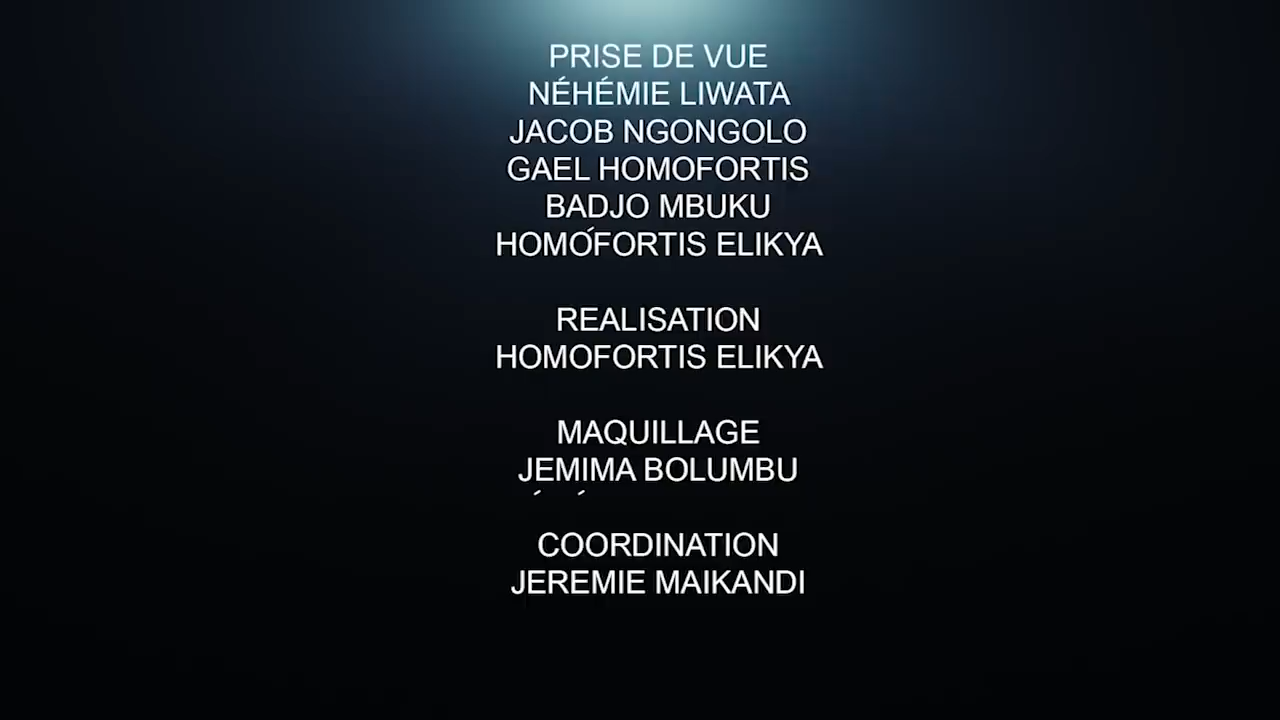 PRISE DE VUE
NÉHÉMIE LIWATA
JACOB NGONGOLO
GAEL HOMOFORTIS
BADJO MBUKU
HOMOFORTIS ELIKYA
REALISATION
HOMOFORTIS ELIKYA
MAQUILLAGE
JEMIMA BOLUMBU
COORDINATION
JEREMIE MAIKANDI